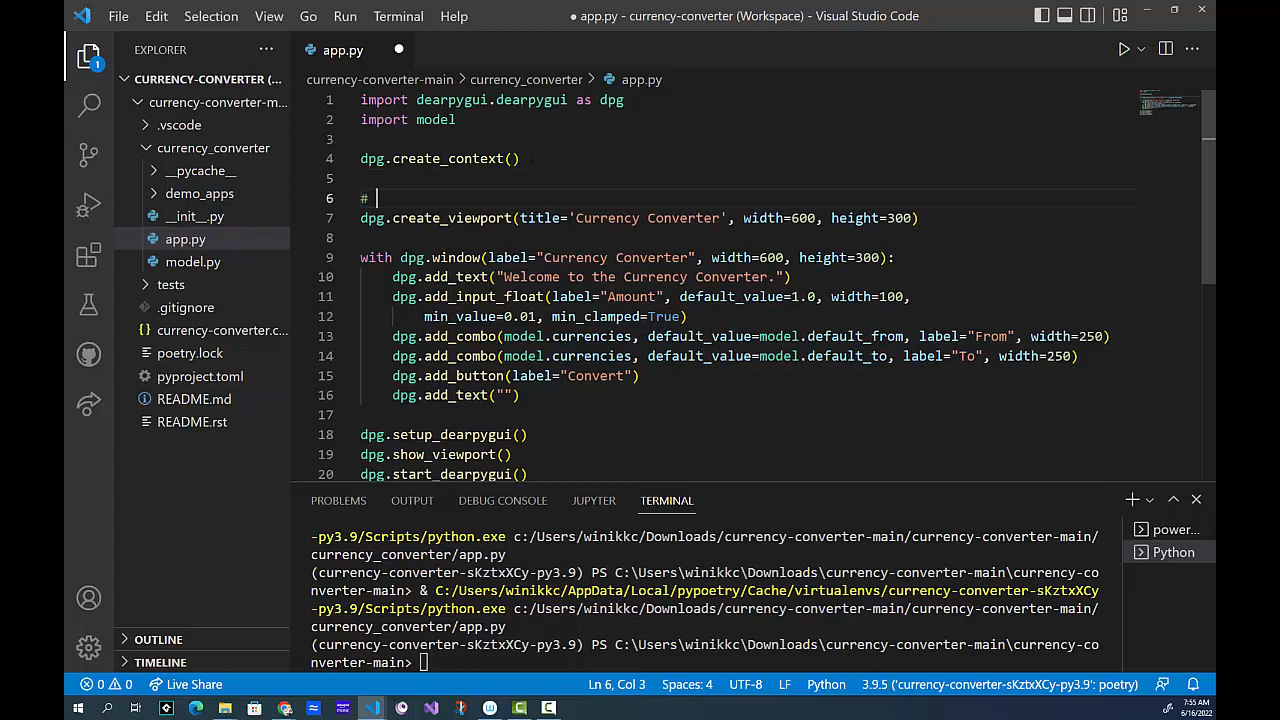 File Edit Selection View Go Run Terminal Help
● app.py - currency-converter (Workspace) - Visual Studio Code
EXPLORER
app.py
CURRENCY-CONVERTER (...
currency-converter-m...
.vscode
currency_converter
__pycache__
demo_apps
__init__.py
app.py
model.py
tests
.gitignore
currency-converter.c...
poetry.lock
pyproject.toml
README.md
README.rst
OUTLINE
TIMELINE
1
currency-converter-main > currency_converter > app.py
1 import dearpygui.dearpygui as dpg
2 import model
3
4 dpg.create_context()
5
6 #
7 dpg.create_viewport(title='Currency Converter', width=600, height=300)
8
9 with dpg.window(label="Currency Converter", width=600, height=300):
10 dpg.add_text("Welcome to the Currency Converter.")
11 dpg.add_input_float(label="Amount", default_value=1.0, width=100,
12 min_value=0.01, min_clamped=True)
13 dpg.add_combo(model.currencies, default_value=model.default_from, label="From", width=250)
14 dpg.add_combo(model.currencies, default_value=model.default_to, label="To", width=250)
15 dpg.add_button(label="Convert")
16 dpg.add_text("")
17
18 dpg.setup_dearpygui()
19 dpg.show_viewport()
20 dpg.start_dearpygui()
PROBLEMS OUTPUT DEBUG CONSOLE JUPYTER TERMINAL
-py3.9/Scripts/python.exe c:/Users/winikkc/Downloads/currency-converter-main/
currency_converter/app.py
(currency-converter-sKztxXCy-py3.9) PS C:\Users\winikkc\Downloads\currency-converter-main\currency-co
nverter-main> & C:/Users/winikkc/AppData/Local/pypoetry/Cache/virtualenvs/currency-converter-sKztxXCy
-py3.9/Scripts/python.exe c:/Users/winikkc/Downloads/currency-converter-main/
currency_converter/app.py
(currency-converter-sKztxXCy-py3.9) PS C:\Users\winikkc\Downloads\currency-converter-main\currency-co
nverter-main>
power...
Python
0 0 Live Share Ln 6, Col 3 Spaces: 4 UTF-8 LF Python 3.9.5 ('currency-converter-sKztxXCy-py3.9': poetry)
7:55 AM
6/16/2022